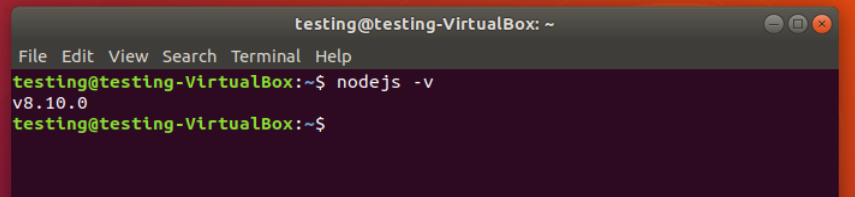 testing@testing-VirtualBox: ~
File Edit View Search Terminal Help
testing@testing-VirtualBox:~$ nodejs -v
v8.10.0
testing@testing-VirtualBox:~$